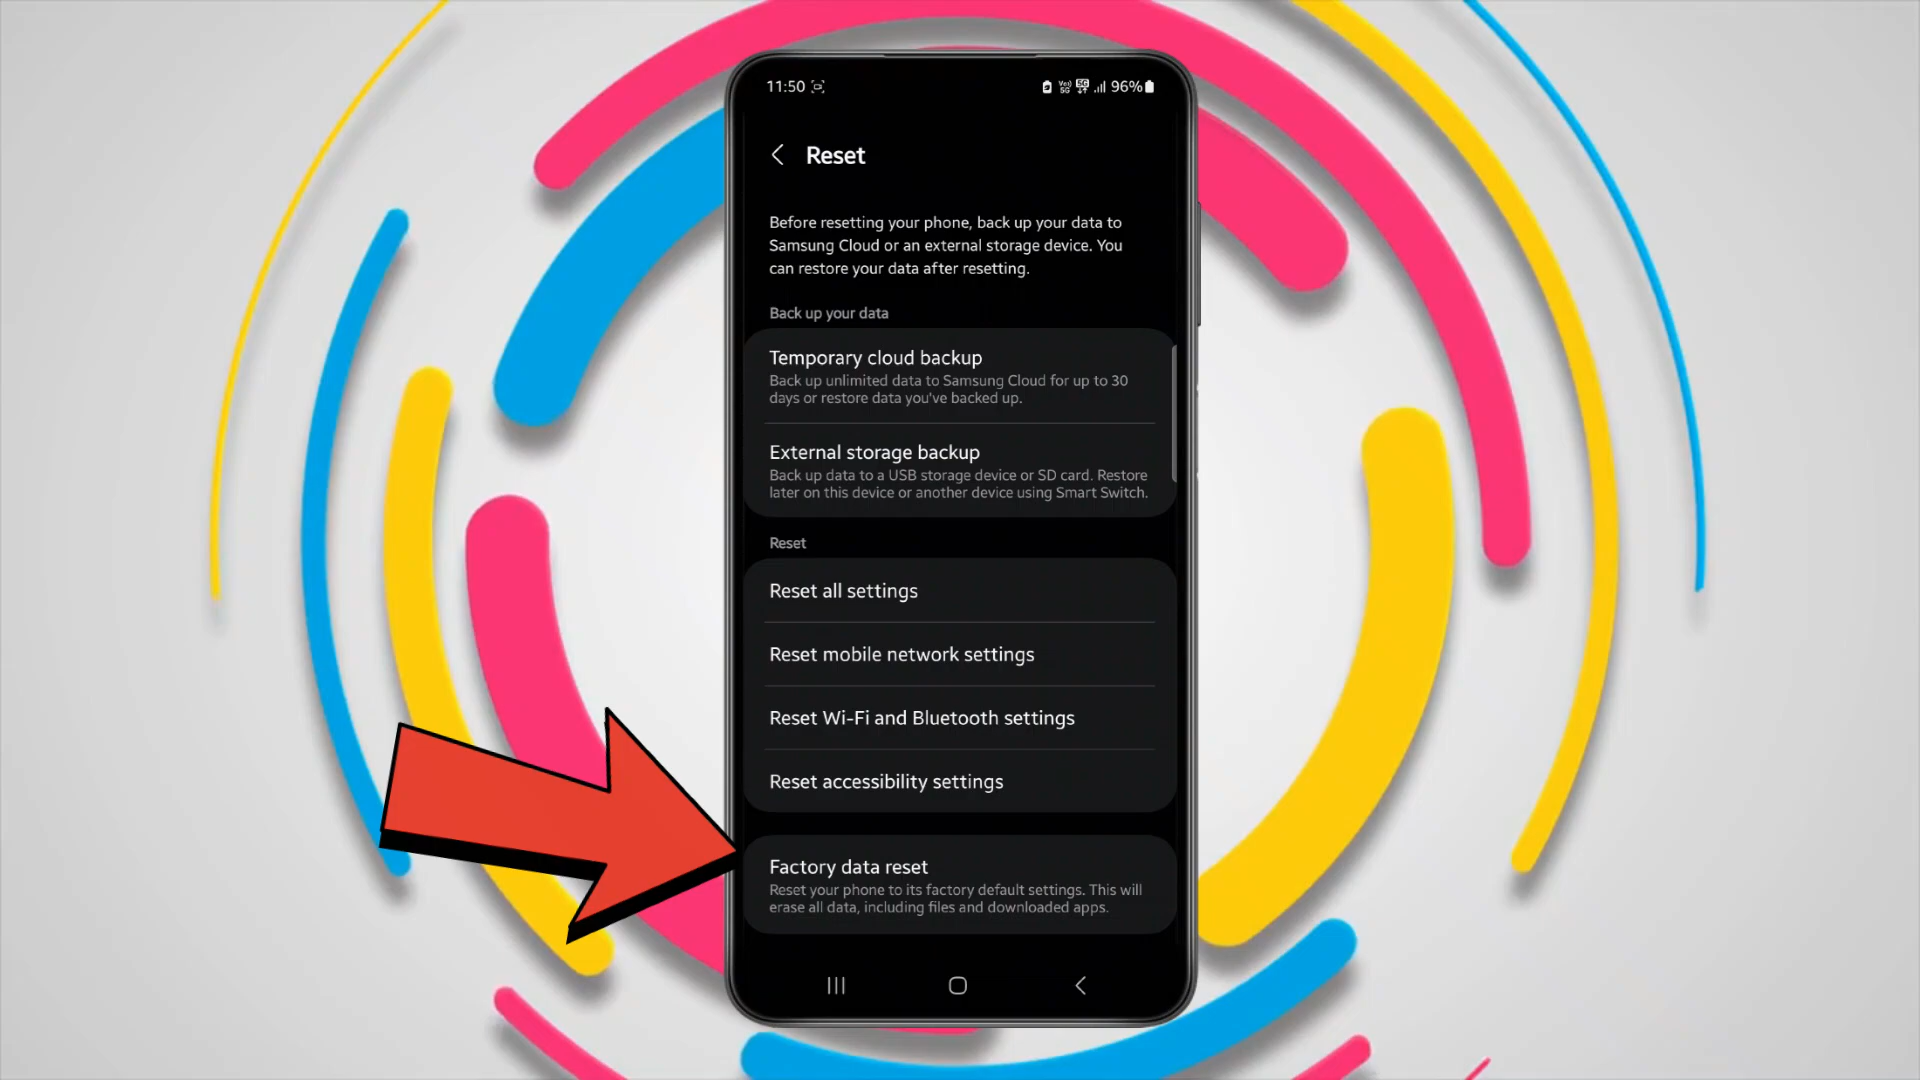 11:50 96%
Reset
Before resetting your phone, back up your data to
Samsung Cloud or an external storage device. You
can restore your data after resetting.
Back up your data
Temporary cloud backup
Back up unlimited data to Samsung Cloud for up to 30
days or restore data you've backed up.
External storage backup
Back up data to a USB storage device or SD card. Restore
later on this device or another device using Smart Switch.
Reset
Reset all settings
Reset mobile network settings
Reset Wi-Fi and Bluetooth settings
Reset accessibility settings
Factory data reset
Reset your phone to its factory default settings. This will
erase all data, including files and downloaded apps.